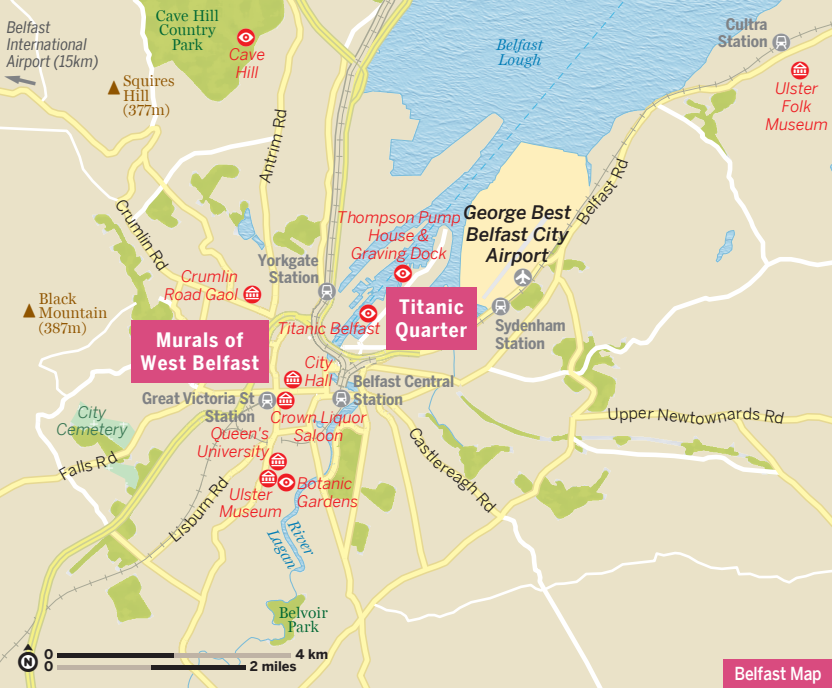 Belfast
International
Airport (15km)
Cave Hill
Country
Park
Cave
Hill
Squires
Hill
(377m)
Antrim Rd
Belfast
Lough
Cultra
Station
Ulster
Folk
Museum
Crumlin Rd
Thompson Pump
House &
Graving Dock
George Best
Belfast City
Airport
Belfast Rd
Yorkgate
Station
Crumlin
Road Gaol
Black
Mountain
(387m)
Titanic Belfast
Titanic
Quarter
Sydenham
Station
Murals of
West Belfast
City
Hall
Great Victoria St
Station
Belfast Central
Station
Crown Liquor
Saloon
City
Cemetery
Queen's
University
Upper Newtownards Rd
Falls Rd
Lisburn Rd
Castlereagh Rd
Ulster
Museum
Botanic
Gardens
River
Lagan
Belvoir
Park
N
0 4 km
0 2 miles
Belfast Map